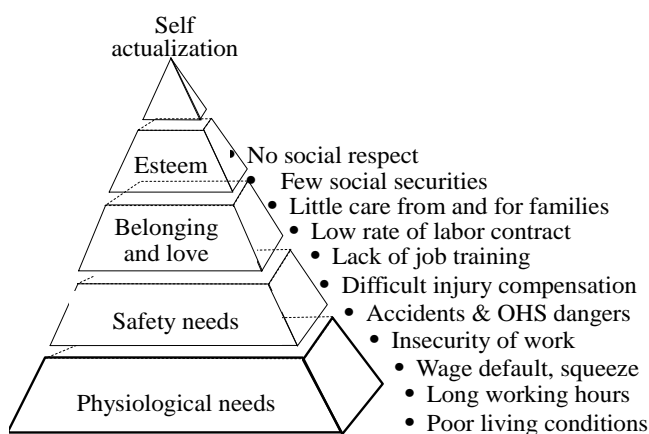 Self
actualization
Esteem
• No social respect
• Few social securities
• Little care from and for families
Belonging
and love
• Low rate of labor contract
• Lack of job training
• Difficult injury compensation
Safety needs
• Accidents & OHS dangers
• Insecurity of work
• Wage default, squeeze
Physiological needs
• Long working hours
• Poor living conditions